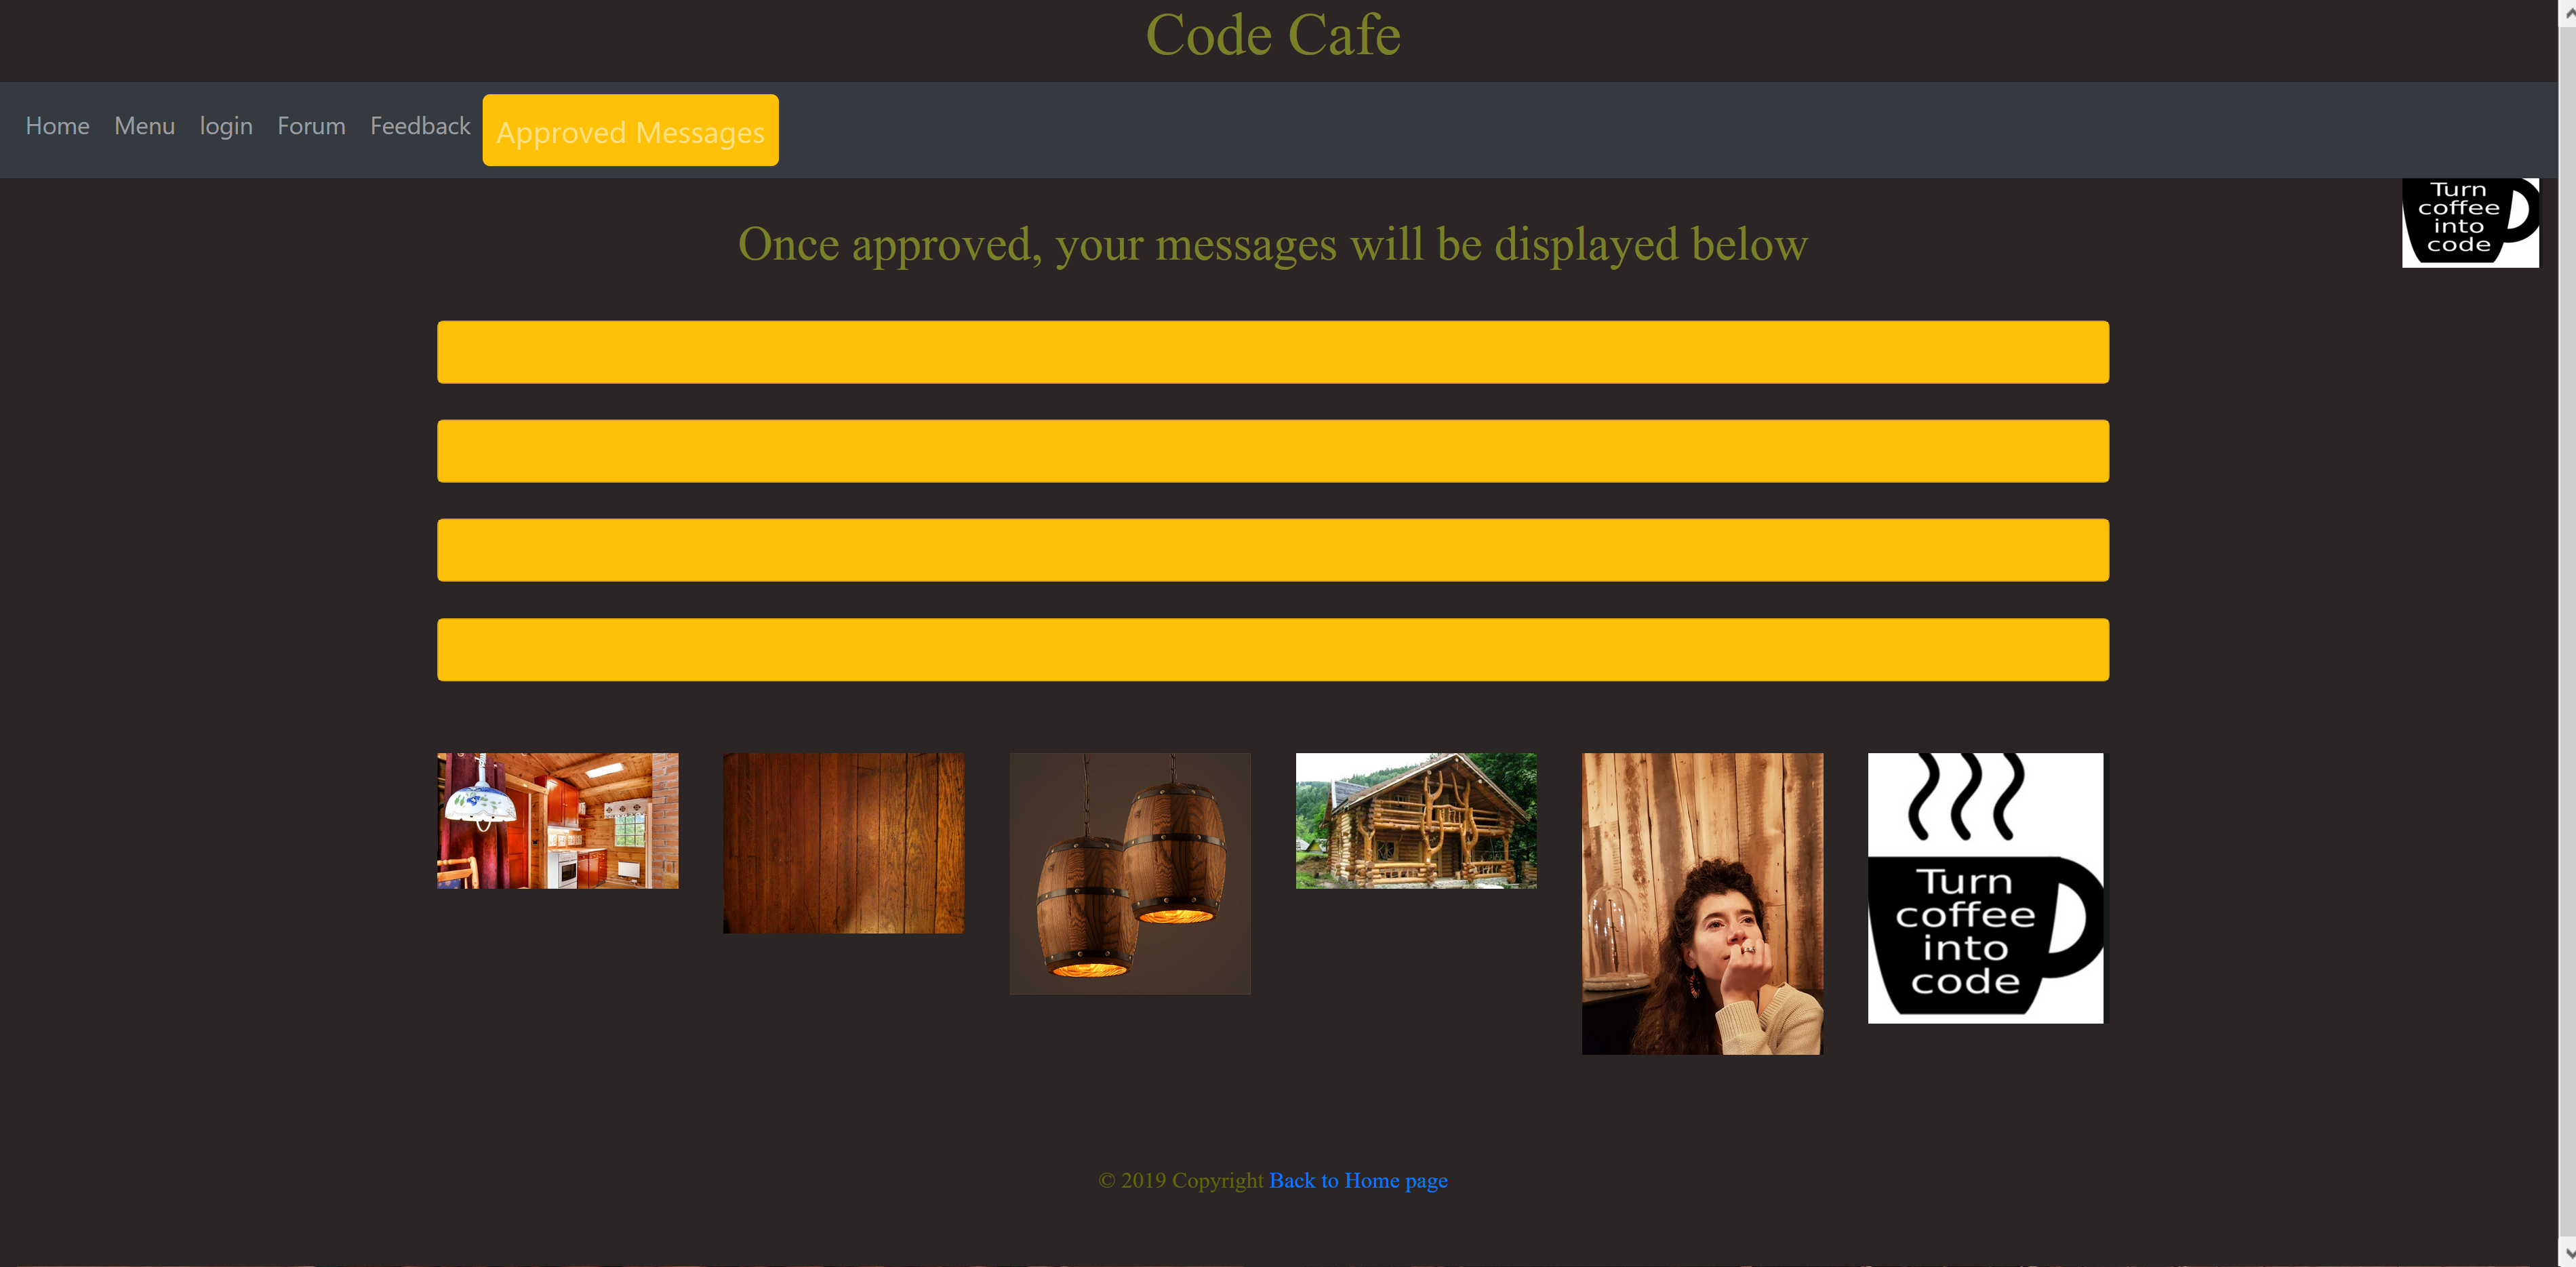 Code Cafe
Home Menu login Forum Feedback Approved Messages
Turn
coffee
into
code
Once approved, your messages will be displayed below
Turn
coffee
into
code
© 2019 Copyright Back to Home page